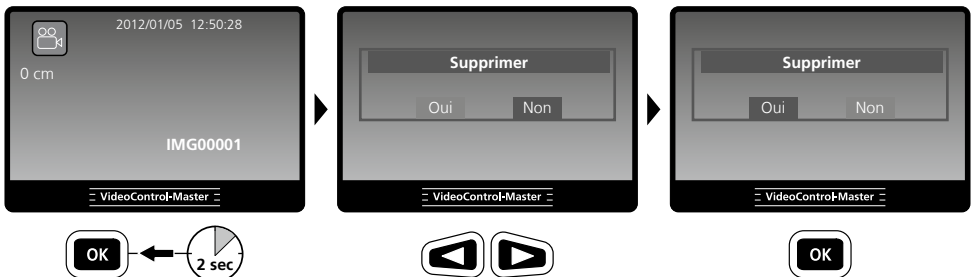 2012/01/05 12:50:28
0 cm
IMG00001
VideoControl-Master
OK
2 sec
Supprimer
Oui Non
VideoControl-Master
Supprimer
Oui Non
VideoControl-Master
OK